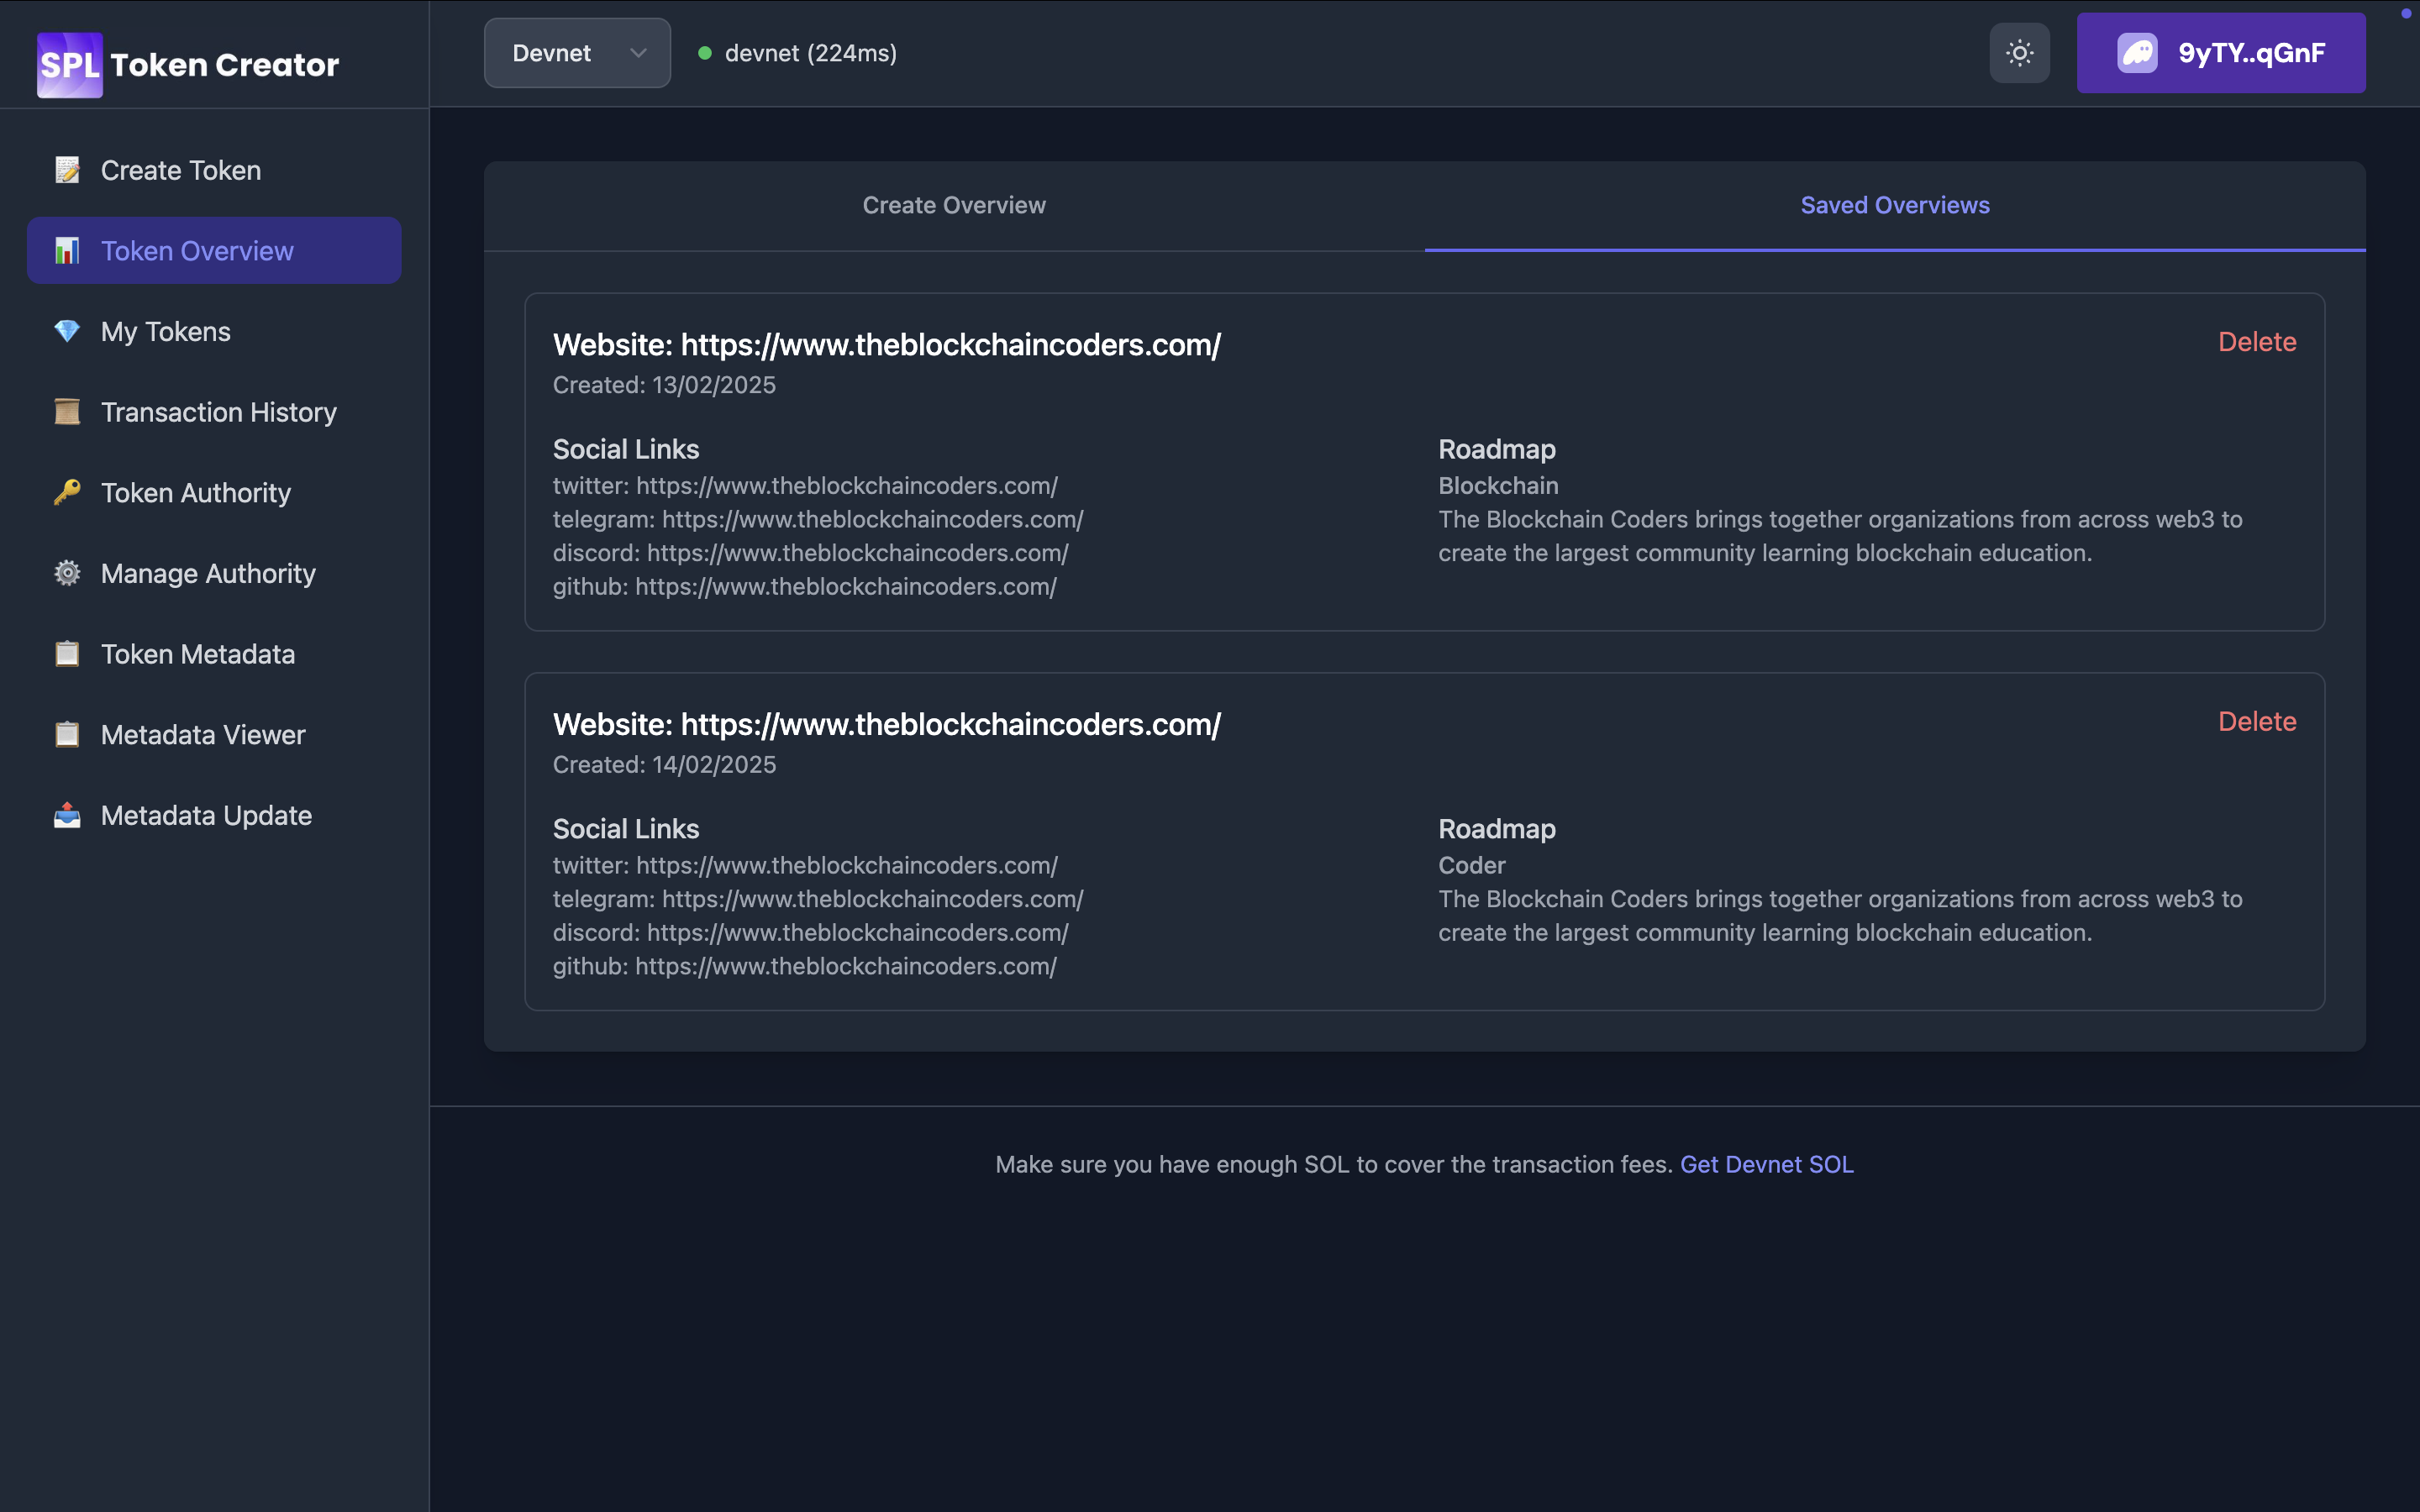 SPL Token Creator
Create Token
Token Overview
My Tokens
Transaction History
Token Authority
Manage Authority
Token Metadata
Metadata Viewer
Metadata Update
Devnet
devnet (224ms)
9yTY..qGnF
Create Overview
Saved Overviews
Website: https://www.theblockchaincoders.com/
Delete
Created: 13/02/2025
Social Links
twitter: https://www.theblockchaincoders.com/
telegram: https://www.theblockchaincoders.com/
discord: https://www.theblockchaincoders.com/
github: https://www.theblockchaincoders.com/
Roadmap
Blockchain
The Blockchain Coders brings together organizations from across web3 to
create the largest community learning blockchain education.
Website: https://www.theblockchaincoders.com/
Delete
Created: 14/02/2025
Social Links
twitter: https://www.theblockchaincoders.com/
telegram: https://www.theblockchaincoders.com/
discord: https://www.theblockchaincoders.com/
github: https://www.theblockchaincoders.com/
Roadmap
Coder
The Blockchain Coders brings together organizations from across web3 to
create the largest community learning blockchain education.
Make sure you have enough SOL to cover the transaction fees. Get Devnet SOL